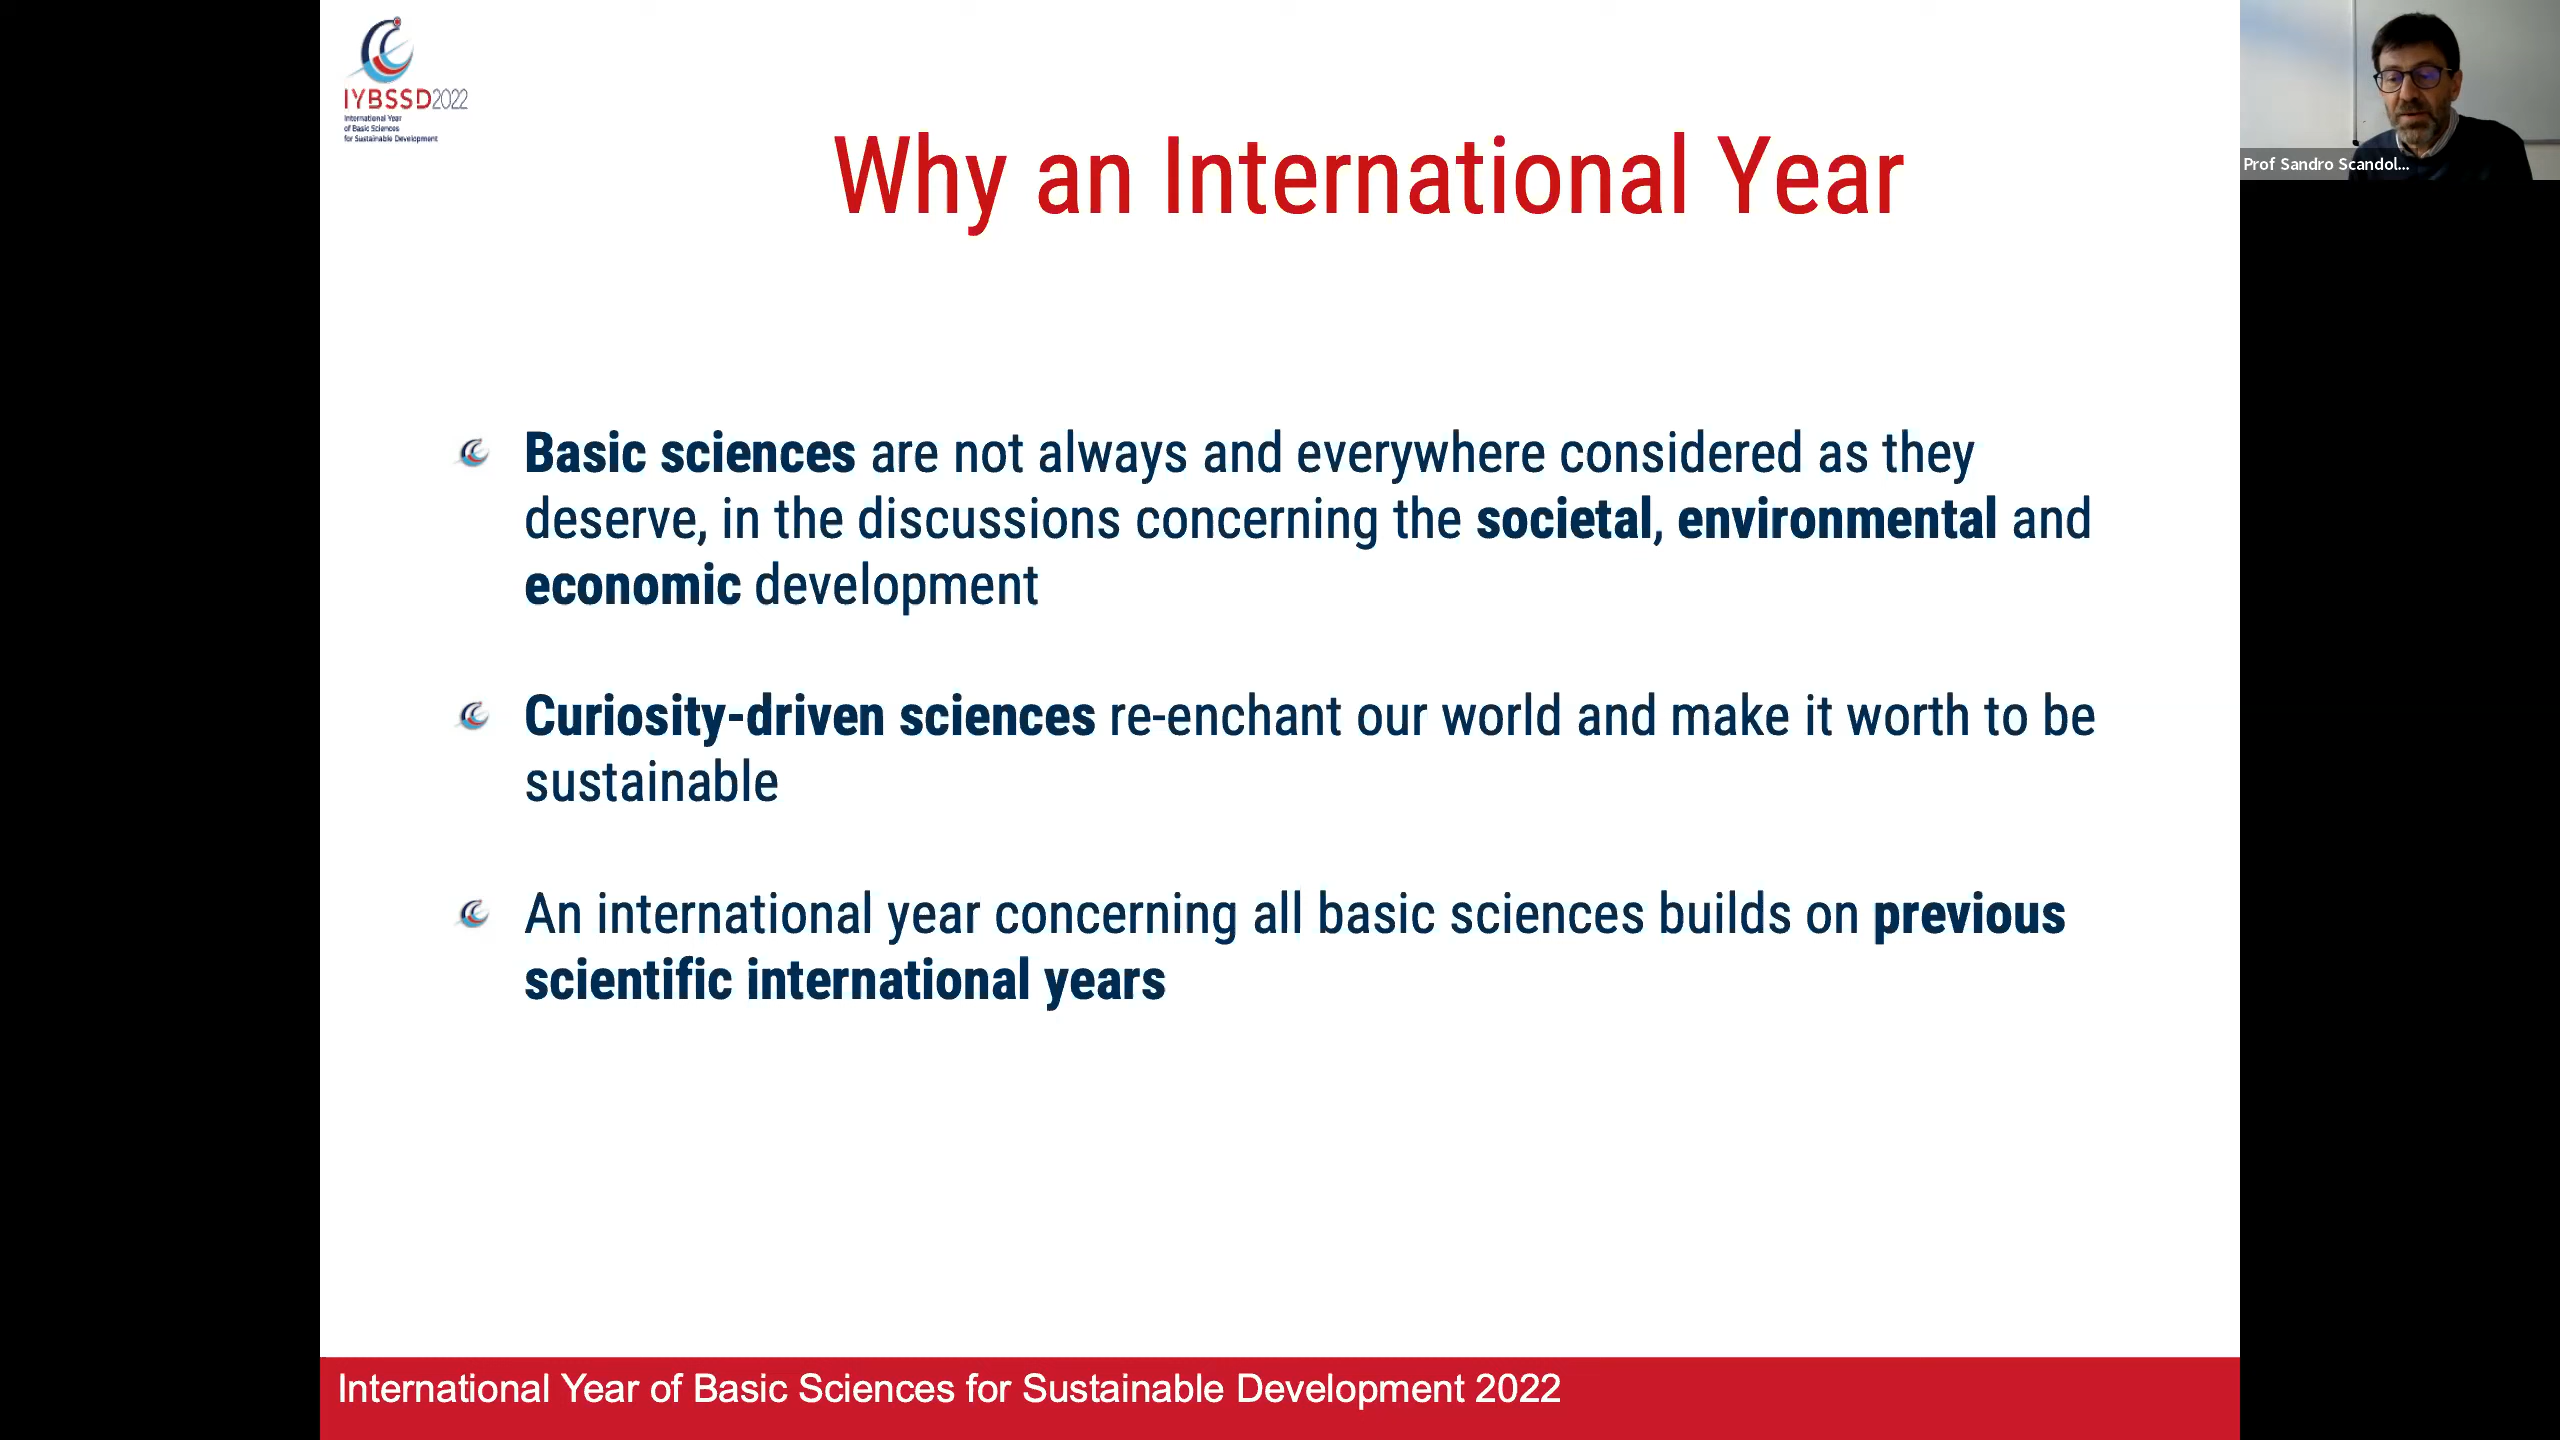 IYBSSD2022
International Year
of Basic Sciences
for Sustainable Development
Why an International Year
Prof Sandro Scandol...
Basic sciences are not always and everywhere considered as they
deserve, in the discussions concerning the societal, environmental and
economic development
Curiosity-driven sciences re-enchant our world and make it worth to be
sustainable
An international year concerning all basic sciences builds on previous
scientific international years
International Year of Basic Sciences for Sustainable Development 2022